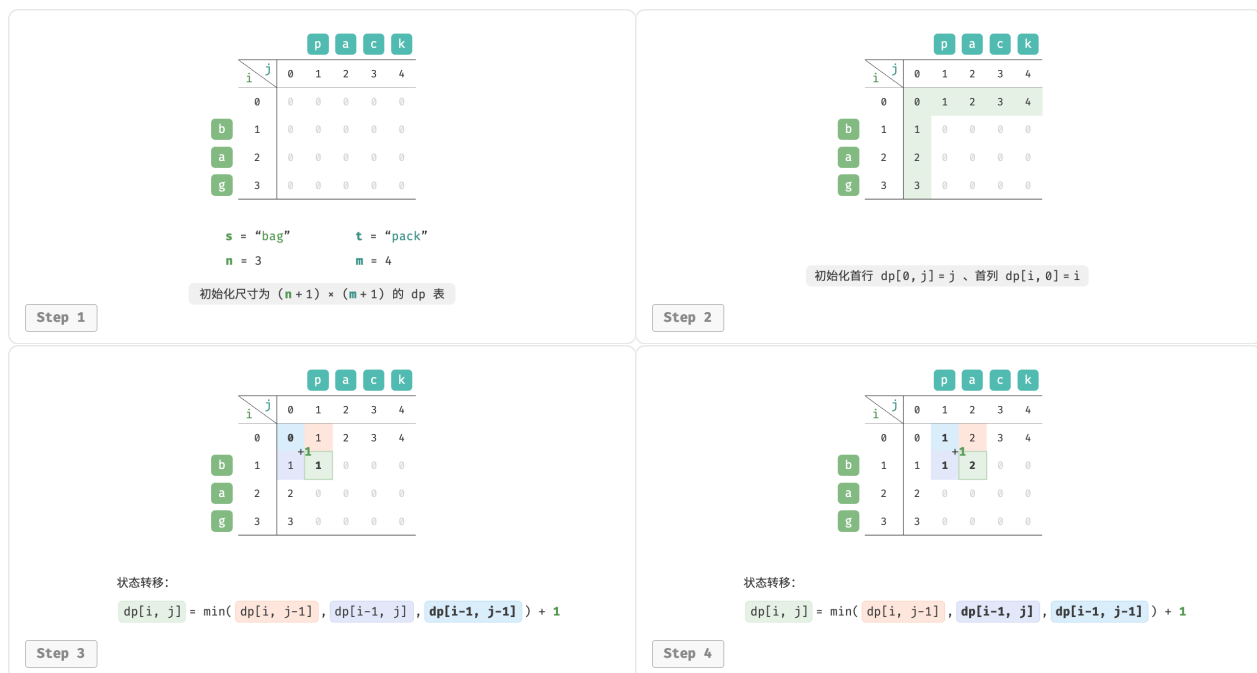 p a c k
i j 0 1 2 3 4
0 0 0 0 0 0
b 1 0 0 0 0 0
a 2 0 0 0 0 0
g 3 0 0 0 0 0
s = “bag” t = “pack”
n = 3 m = 4
初始化尺寸为 (n+1) × (m+1) 的 dp 表
Step 1
p a c k
i j 0 1 2 3 4
0 0 1 2 3 4
b 1 1 0 0 0 0
a 2 2 0 0 0 0
g 3 3 0 0 0 0
初始化首行 dp[0, j] = j 、首列 dp[i, 0] = i
Step 2
p a c k
i j 0 1 2 3 4
0 0 1 2 3 4
+1
b 1 1 1 0 0 0
a 2 2 0 0 0 0
g 3 3 0 0 0 0
状态转移:
dp[i, j] = min( dp[i, j-1] , dp[i-1, j] , dp[i-1, j-1] ) + 1
Step 3
p a c k
i j 0 1 2 3 4
0 0 1 2 3 4
+1
b 1 1 1 2 0 0
a 2 2 0 0 0 0
g 3 3 0 0 0 0
状态转移:
dp[i, j] = min( dp[i, j-1] , dp[i-1, j] , dp[i-1, j-1] ) + 1
Step 4